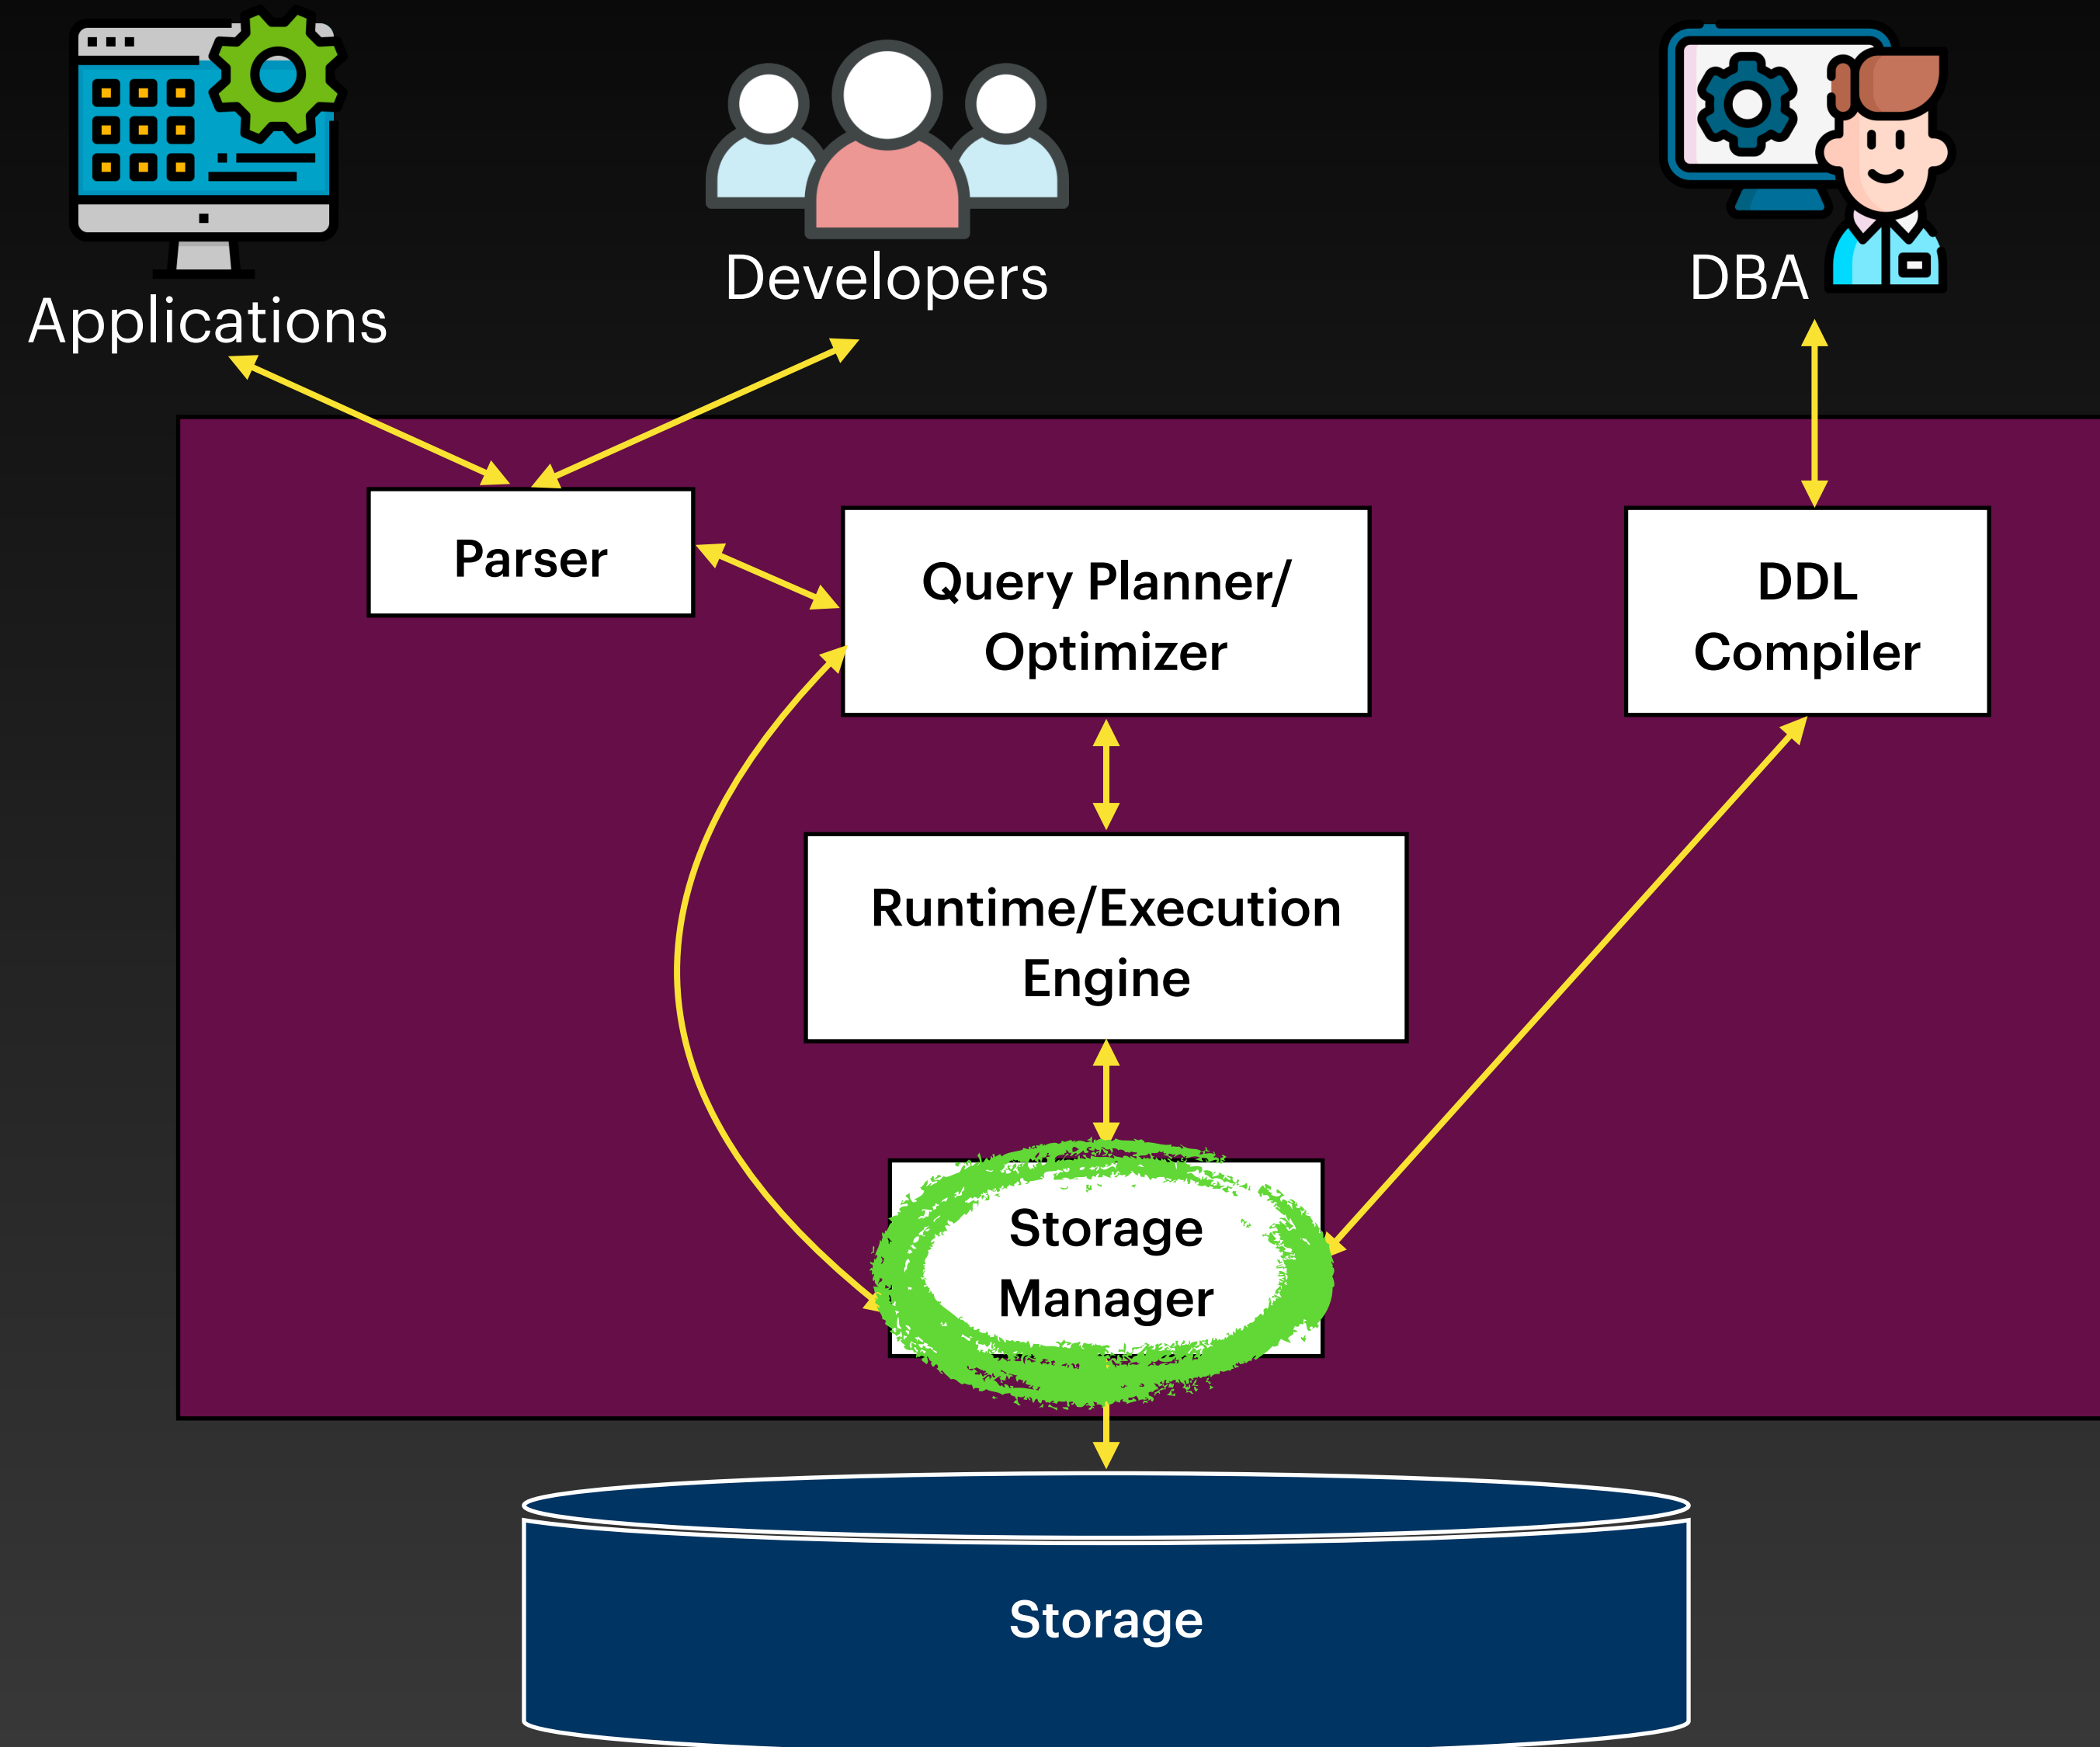 Applications
Developers
DBA
Parser
Query Planner/
Optimizer
DDL
Compiler
Runtime/Execution
Engine
Storage
Manager
Storage